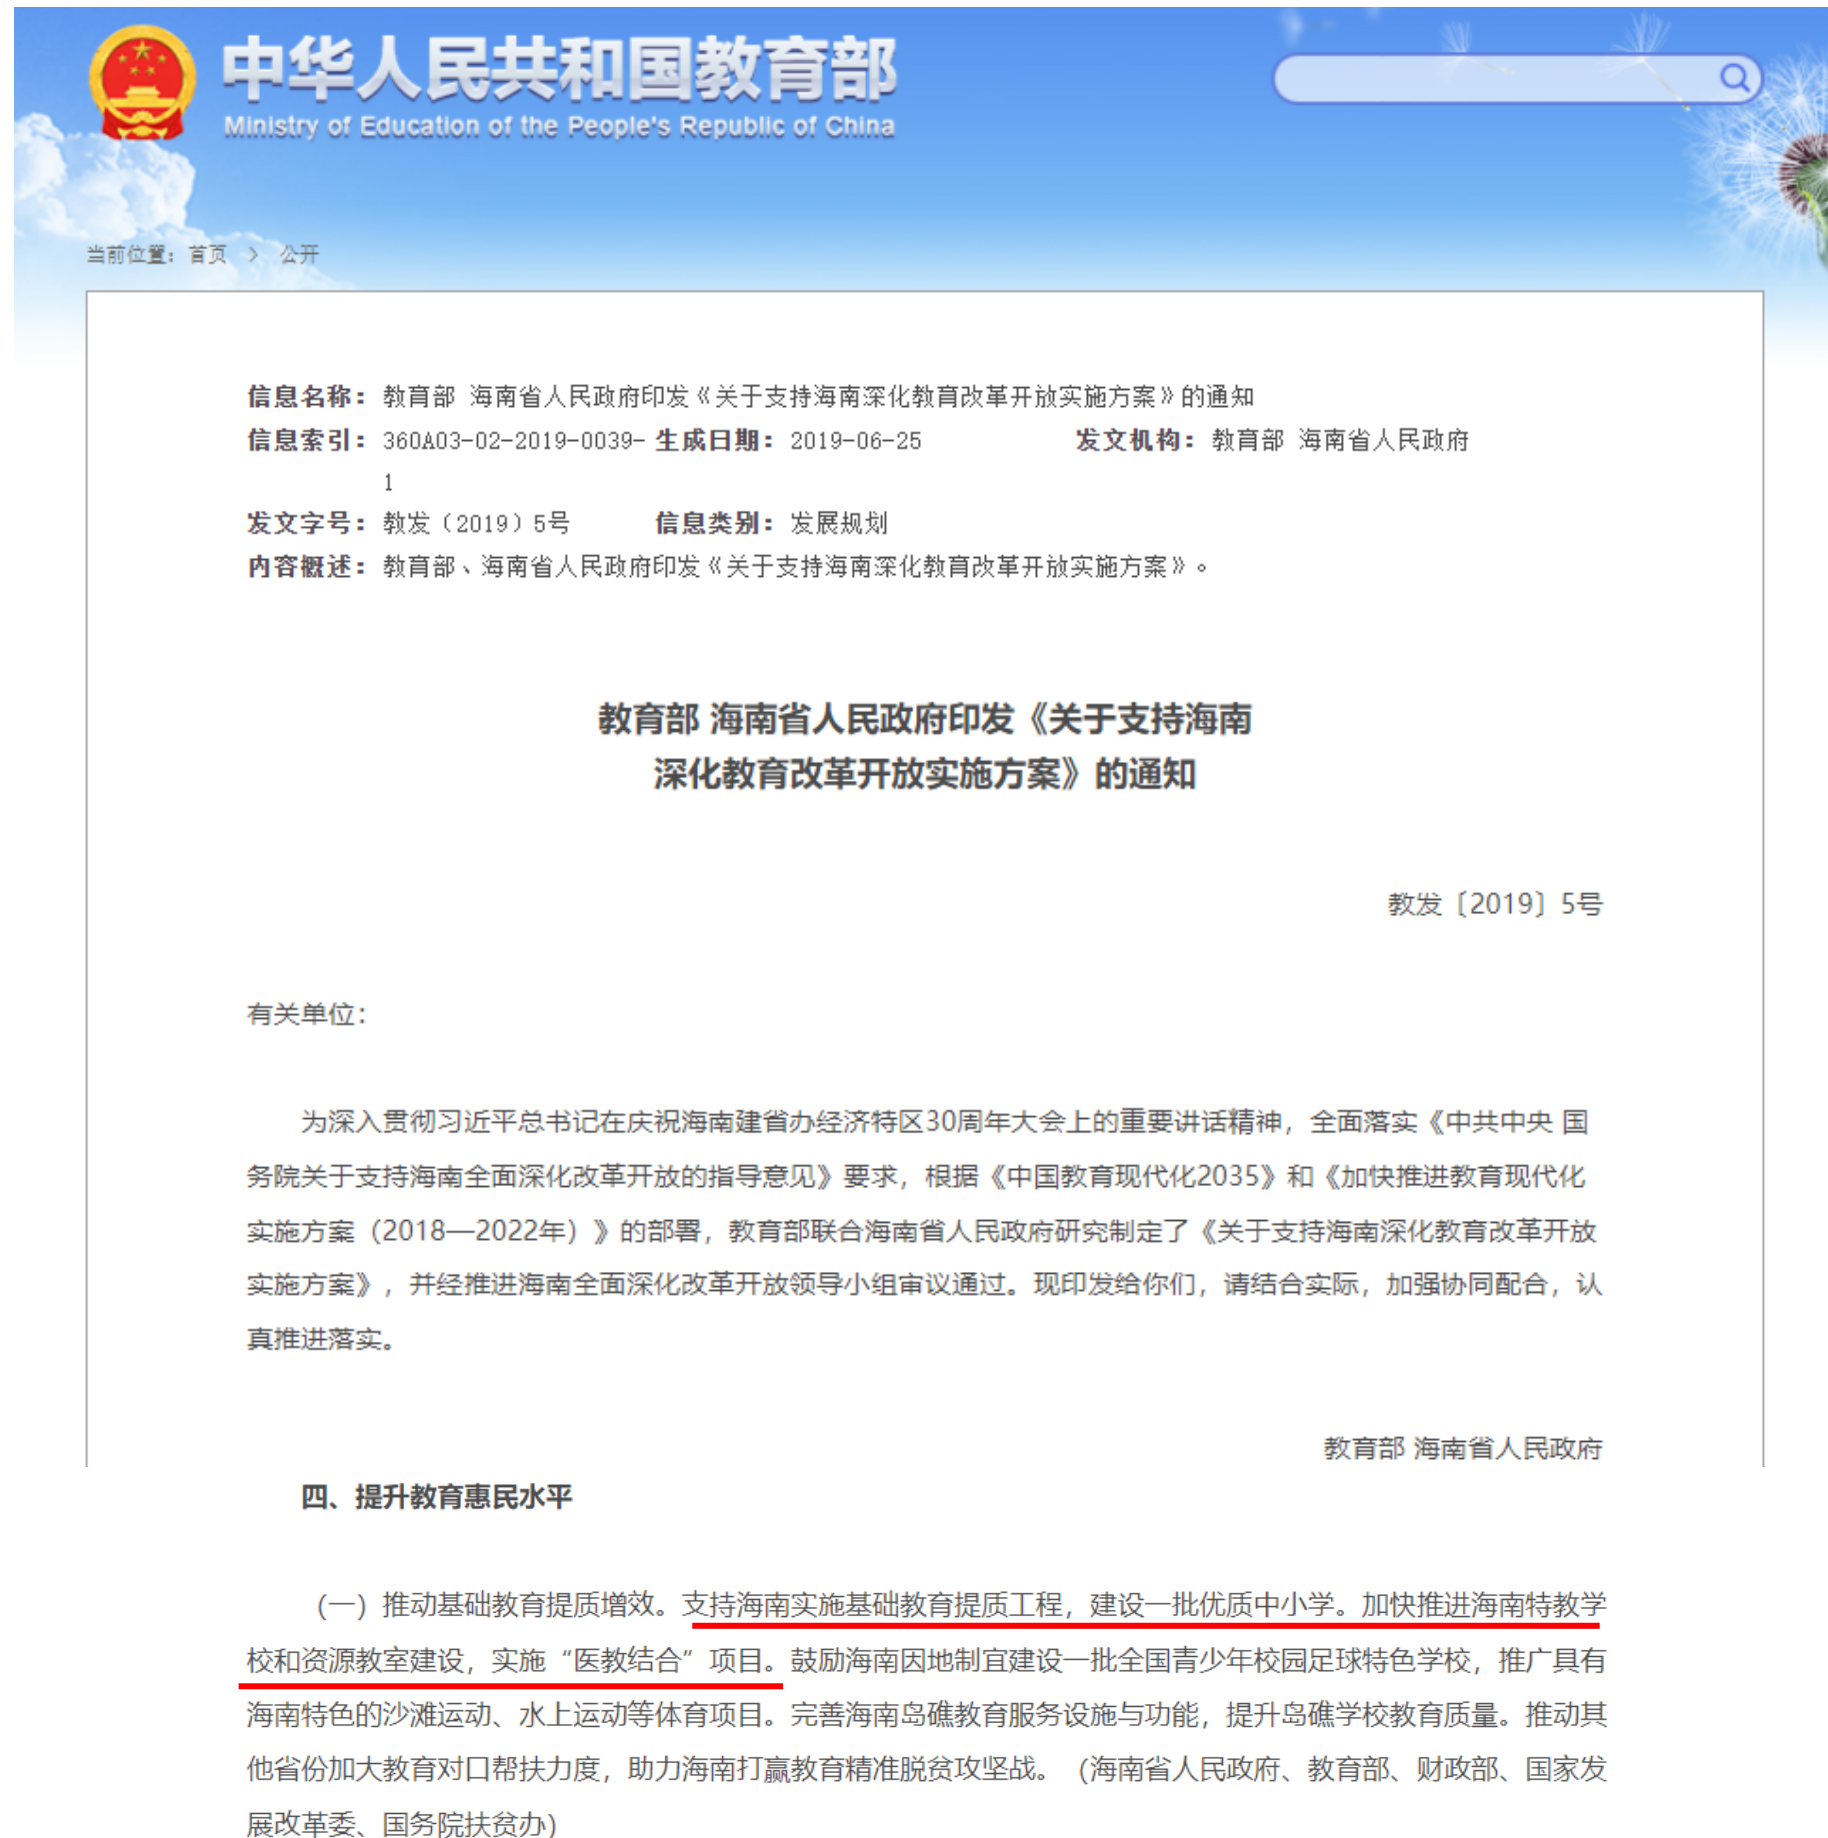 中华人民共和国教育部
Ministry of Education of the People's Republic of China
当前位置：首页 > 公开
信息名称：教育部 海南省人民政府印发《关于支持海南深化教育改革开放实施方案》的通知
信息索引：360A03-02-2019-0039- 生成日期：2019-06-25 发文机构：教育部 海南省人民政府
1
发文字号：教发（2019）5号 信息类别：发展规划
内容概述：教育部、海南省人民政府印发《关于支持海南深化教育改革开放实施方案》。
教育部 海南省人民政府印发《关于支持海南
深化教育改革开放实施方案》的通知
教发〔2019〕5号
有关单位：
为深入贯彻习近平总书记在庆祝海南建省办经济特区30周年大会上的重要讲话精神，全面落实《中共中央 国
务院关于支持海南全面深化改革开放的指导意见》要求，根据《中国教育现代化2035》和《加快推进教育现代化
实施方案（2018—2022年）》的部署，教育部联合海南省人民政府研究制定了《关于支持海南深化教育改革开放
实施方案》，并经推进海南全面深化改革开放领导小组审议通过。现印发给你们，请结合实际，加强协同配合，认
真推进落实。
教育部 海南省人民政府
四、提升教育惠民水平
（一）推动基础教育提质增效。支持海南实施基础教育提质工程，建设一批优质中小学。加快推进海南特教学
校和资源教室建设，实施“医教结合”项目。鼓励海南因地制宜建设一批全国青少年校园足球特色学校，推广具有
海南特色的沙滩运动、水上运动等体育项目。完善海南岛礁教育服务设施与功能，提升岛礁学校教育质量。推动其
他省份加大教育对口帮扶力度，助力海南打赢教育精准脱贫攻坚战。（海南省人民政府、教育部、财政部、国家发
展改革委、国务院扶贫办）